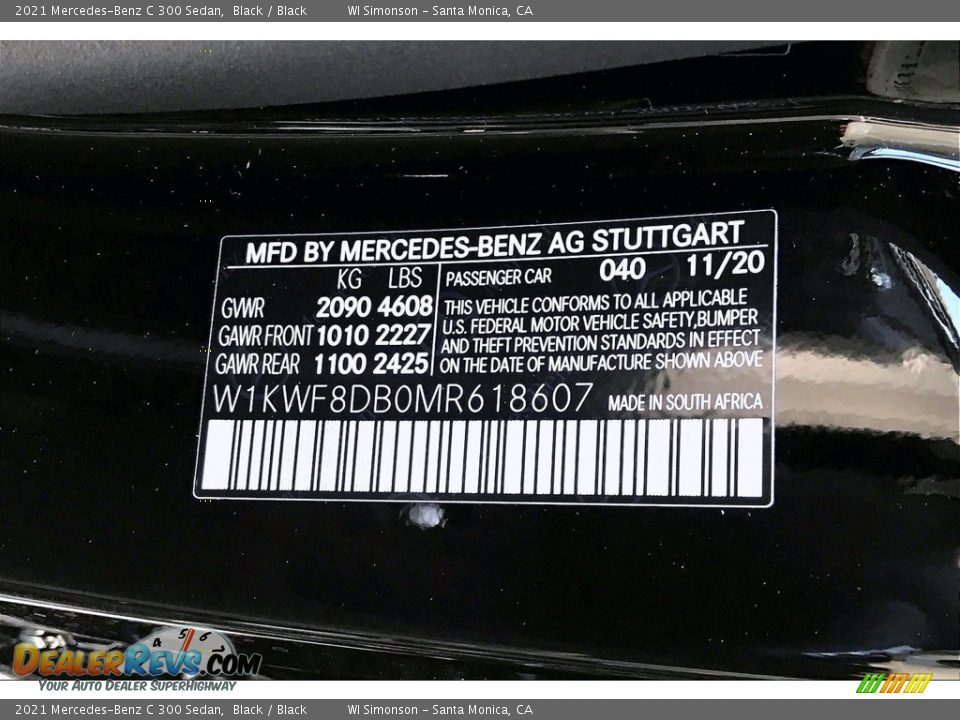 2021 Mercedes-Benz C 300 Sedan, Black / Black WI Simonson - Santa Monica, CA
MFD BY MERCEDES-BENZ AG STUTTGART
KG LBS PASSENGER CAR 040 11/20
GWR 2090 4608
GAWR FRONT 1010 2227
GAWR REAR 1100 2425
THIS VEHICLE CONFORMS TO ALL APPLICABLE
U.S. FEDERAL MOTOR VEHICLE SAFETY,BUMPER
AND THEFT PREVENTION STANDARDS IN EFFECT
ON THE DATE OF MANUFACTURE SHOWN ABOVE
W1KWF8DB0MR618607 MADE IN SOUTH AFRICA
4 5 6
DEALERREVS.COM
YOUR AUTO DEALER SUPERHIGHWAY
2021 Mercedes-Benz C 300 Sedan, Black / Black WI Simonson - Santa Monica, CA